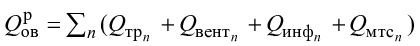 Q^р_ов = ∑_n (Q_тр_n + Q_вент_n + Q_инф_n + Q_мтс_n)